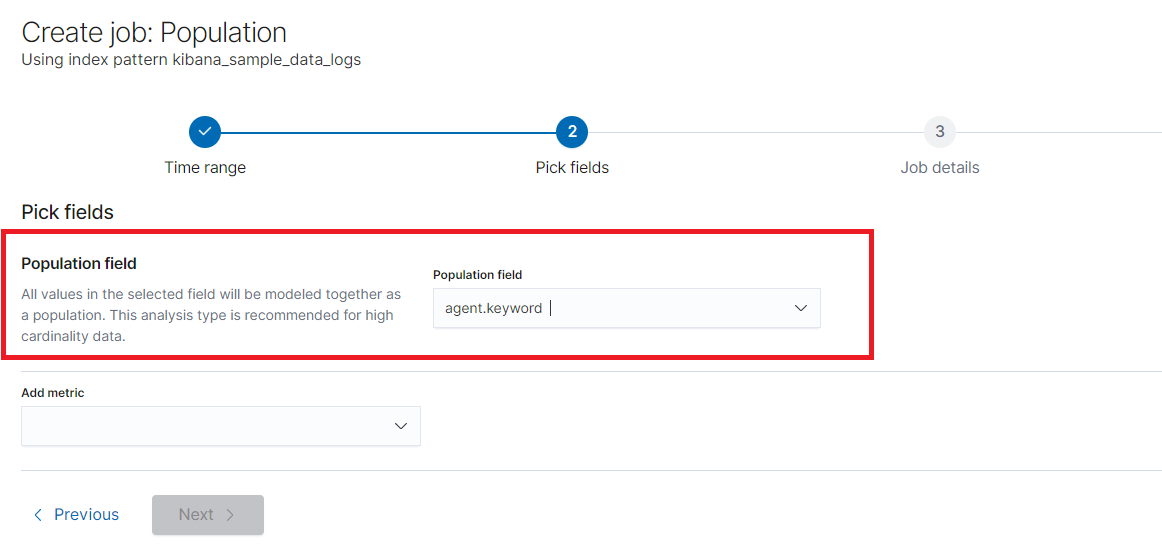 Create job: Population
Using index pattern kibana_sample_data_logs
2
3
Time range
Pick fields
Job details
Pick fields
Population field
All values in the selected field will be modeled together as
a population. This analysis type is recommended for high
cardinality data.
Population field
agent.keyword
Add metric
Previous
Next